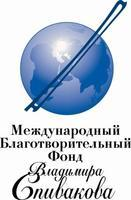 Международный
Благотворительный
Фонд
Владимира
Спивакова